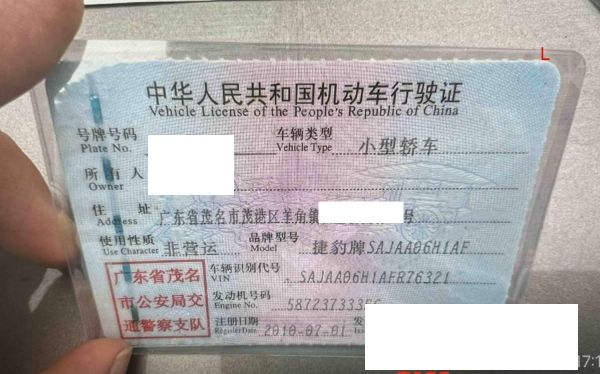 中华人民共和国机动车行驶证
Vehicle License of the People's Republic of China
号牌号码 车辆类型 小型轿车
Plate No. Vehicle Type
所有人
Owner
住址 广东省茂名市茂港区羊角镇 号
Address
使用性质 非营运 品牌型号 捷豹牌SAJAA06H1AF
Use Character Model
广东省茂名 车辆识别代号 SAJAA06H1AFR76321
VIN
市公安局交 发动机号码 587237333
Engine No.
通警察支队 注册日期 2010-07-01 发
Register Date Iss
17:1
L